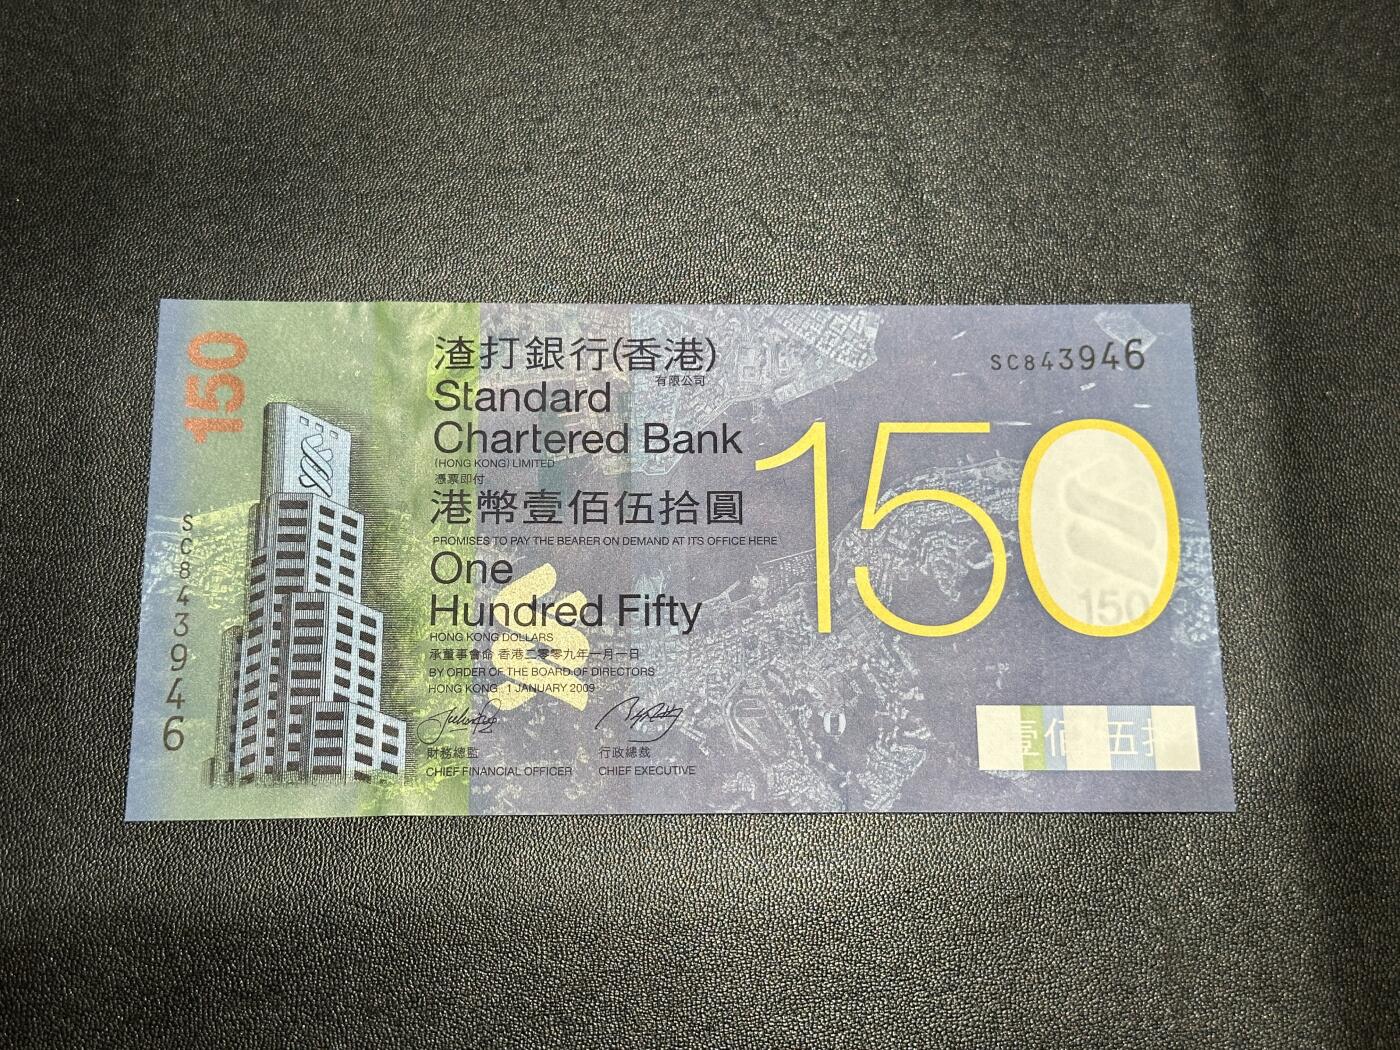 150
SC843946
渣打銀行(香港)
有限公司
Standard
Chartered Bank
(HONG KONG) LIMITED
憑票即付
港幣壹佰伍拾圓
PROMISES TO PAY THE BEARER ON DEMAND AT ITS OFFICE HERE
One
Hundred Fifty
HONG KONG DOLLARS
承董事會命 香港二零零九年一月一日
BY ORDER OF THE BOARD OF DIRECTORS
HONG KONG, 1 JANUARY 2009
財務總監
CHIEF FINANCIAL OFFICER
行政總裁
CHIEF EXECUTIVE
SC843946
150
150
壹佰伍拾